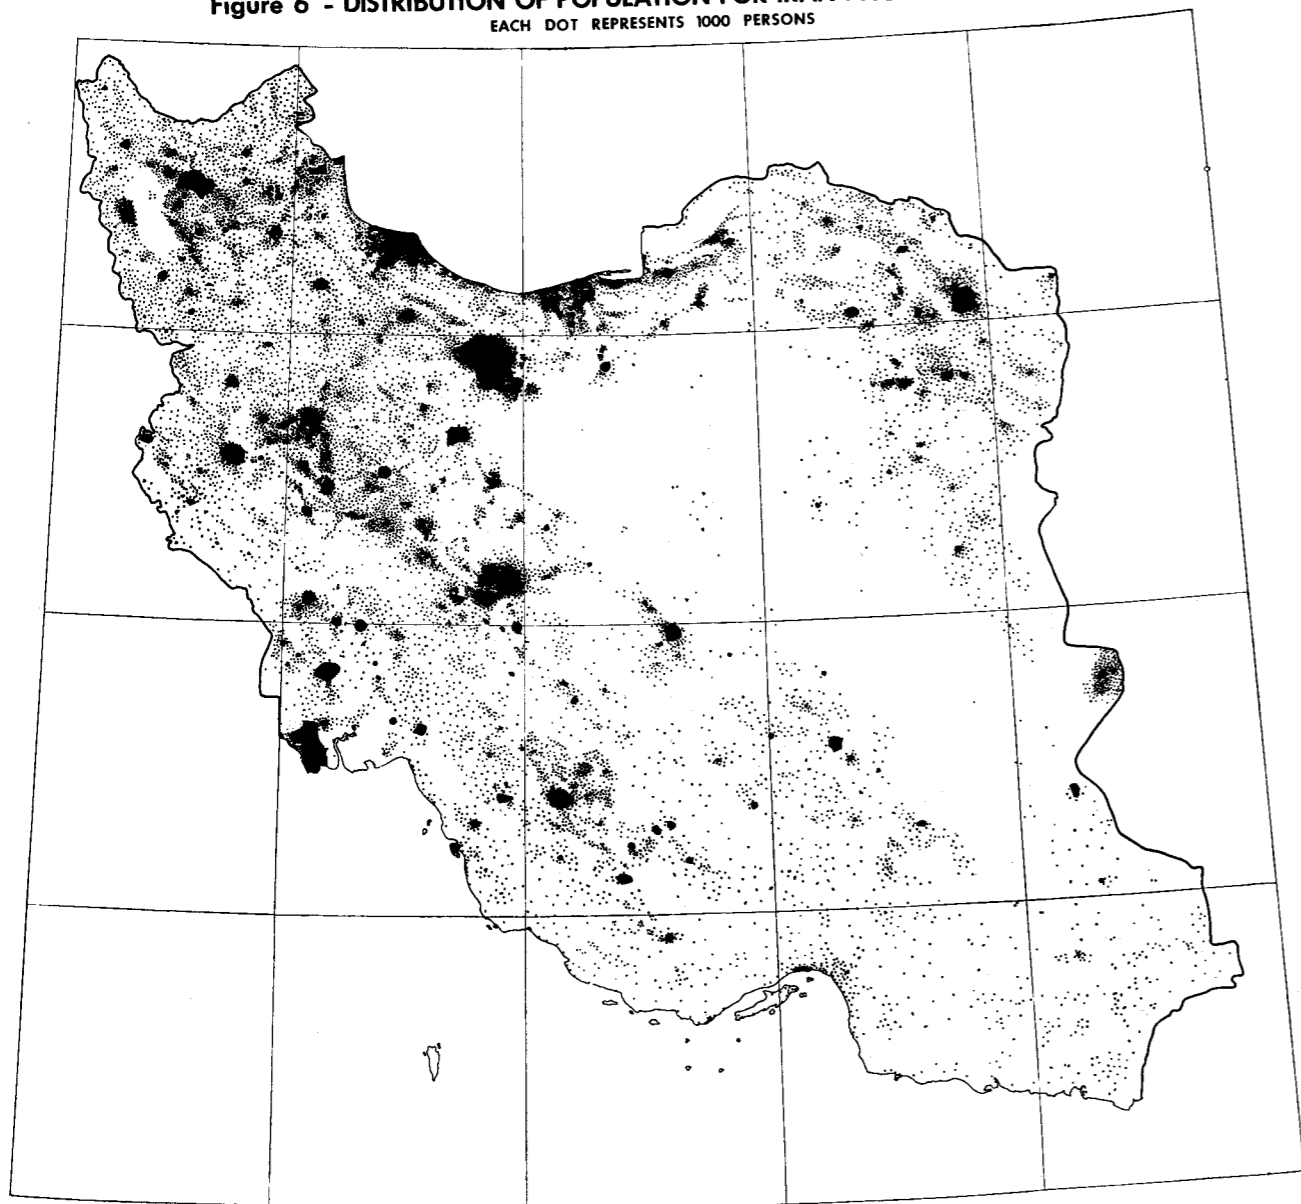 Figure 6 - DISTRIBUTION OF POPULATION FOR
EACH DOT REPRESENTS 1000 PERSONS